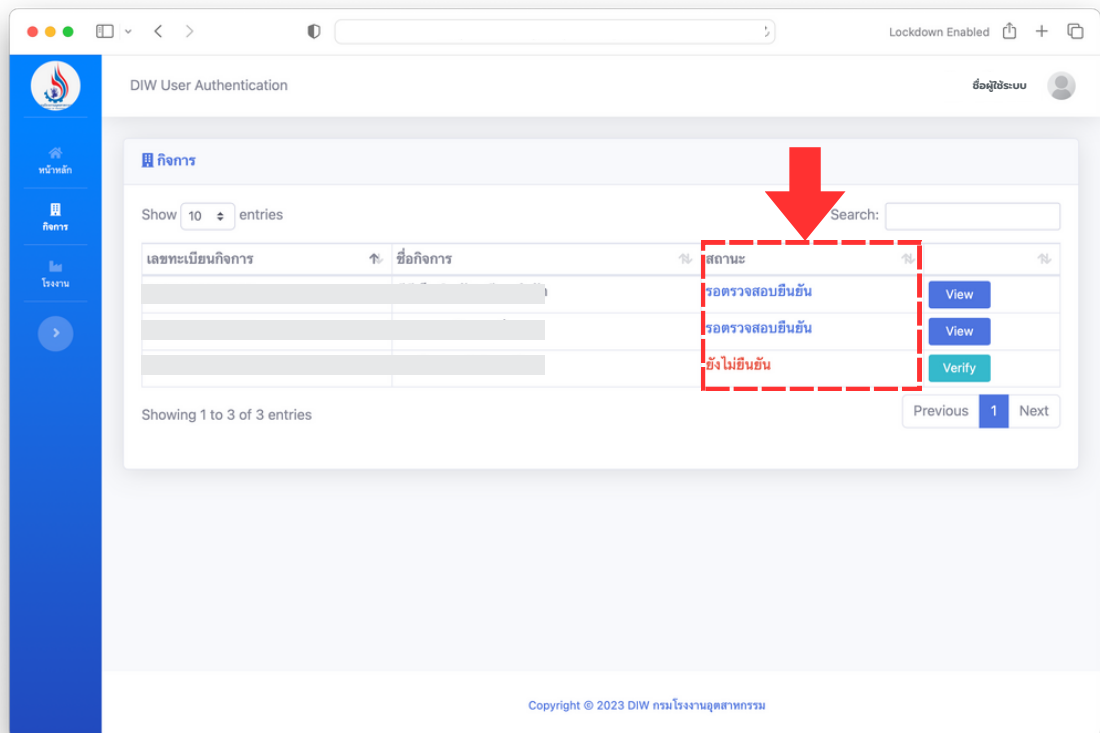 Lockdown Enabled
DIW User Authentication
ชื่อผู้ใช้ระบบ
หน้าหลัก
กิจการ
โรงงาน
กิจการ
Show 10 entries
Search:
เลขทะเบียนกิจการ ชื่อกิจการ สถานะ
รอตรวจสอบยืนยัน View
รอตรวจสอบยืนยัน View
ยังไม่ยืนยัน Verify
Showing 1 to 3 of 3 entries
Previous 1 Next
Copyright © 2023 DIW กรมโรงงานอุตสาหกรรม